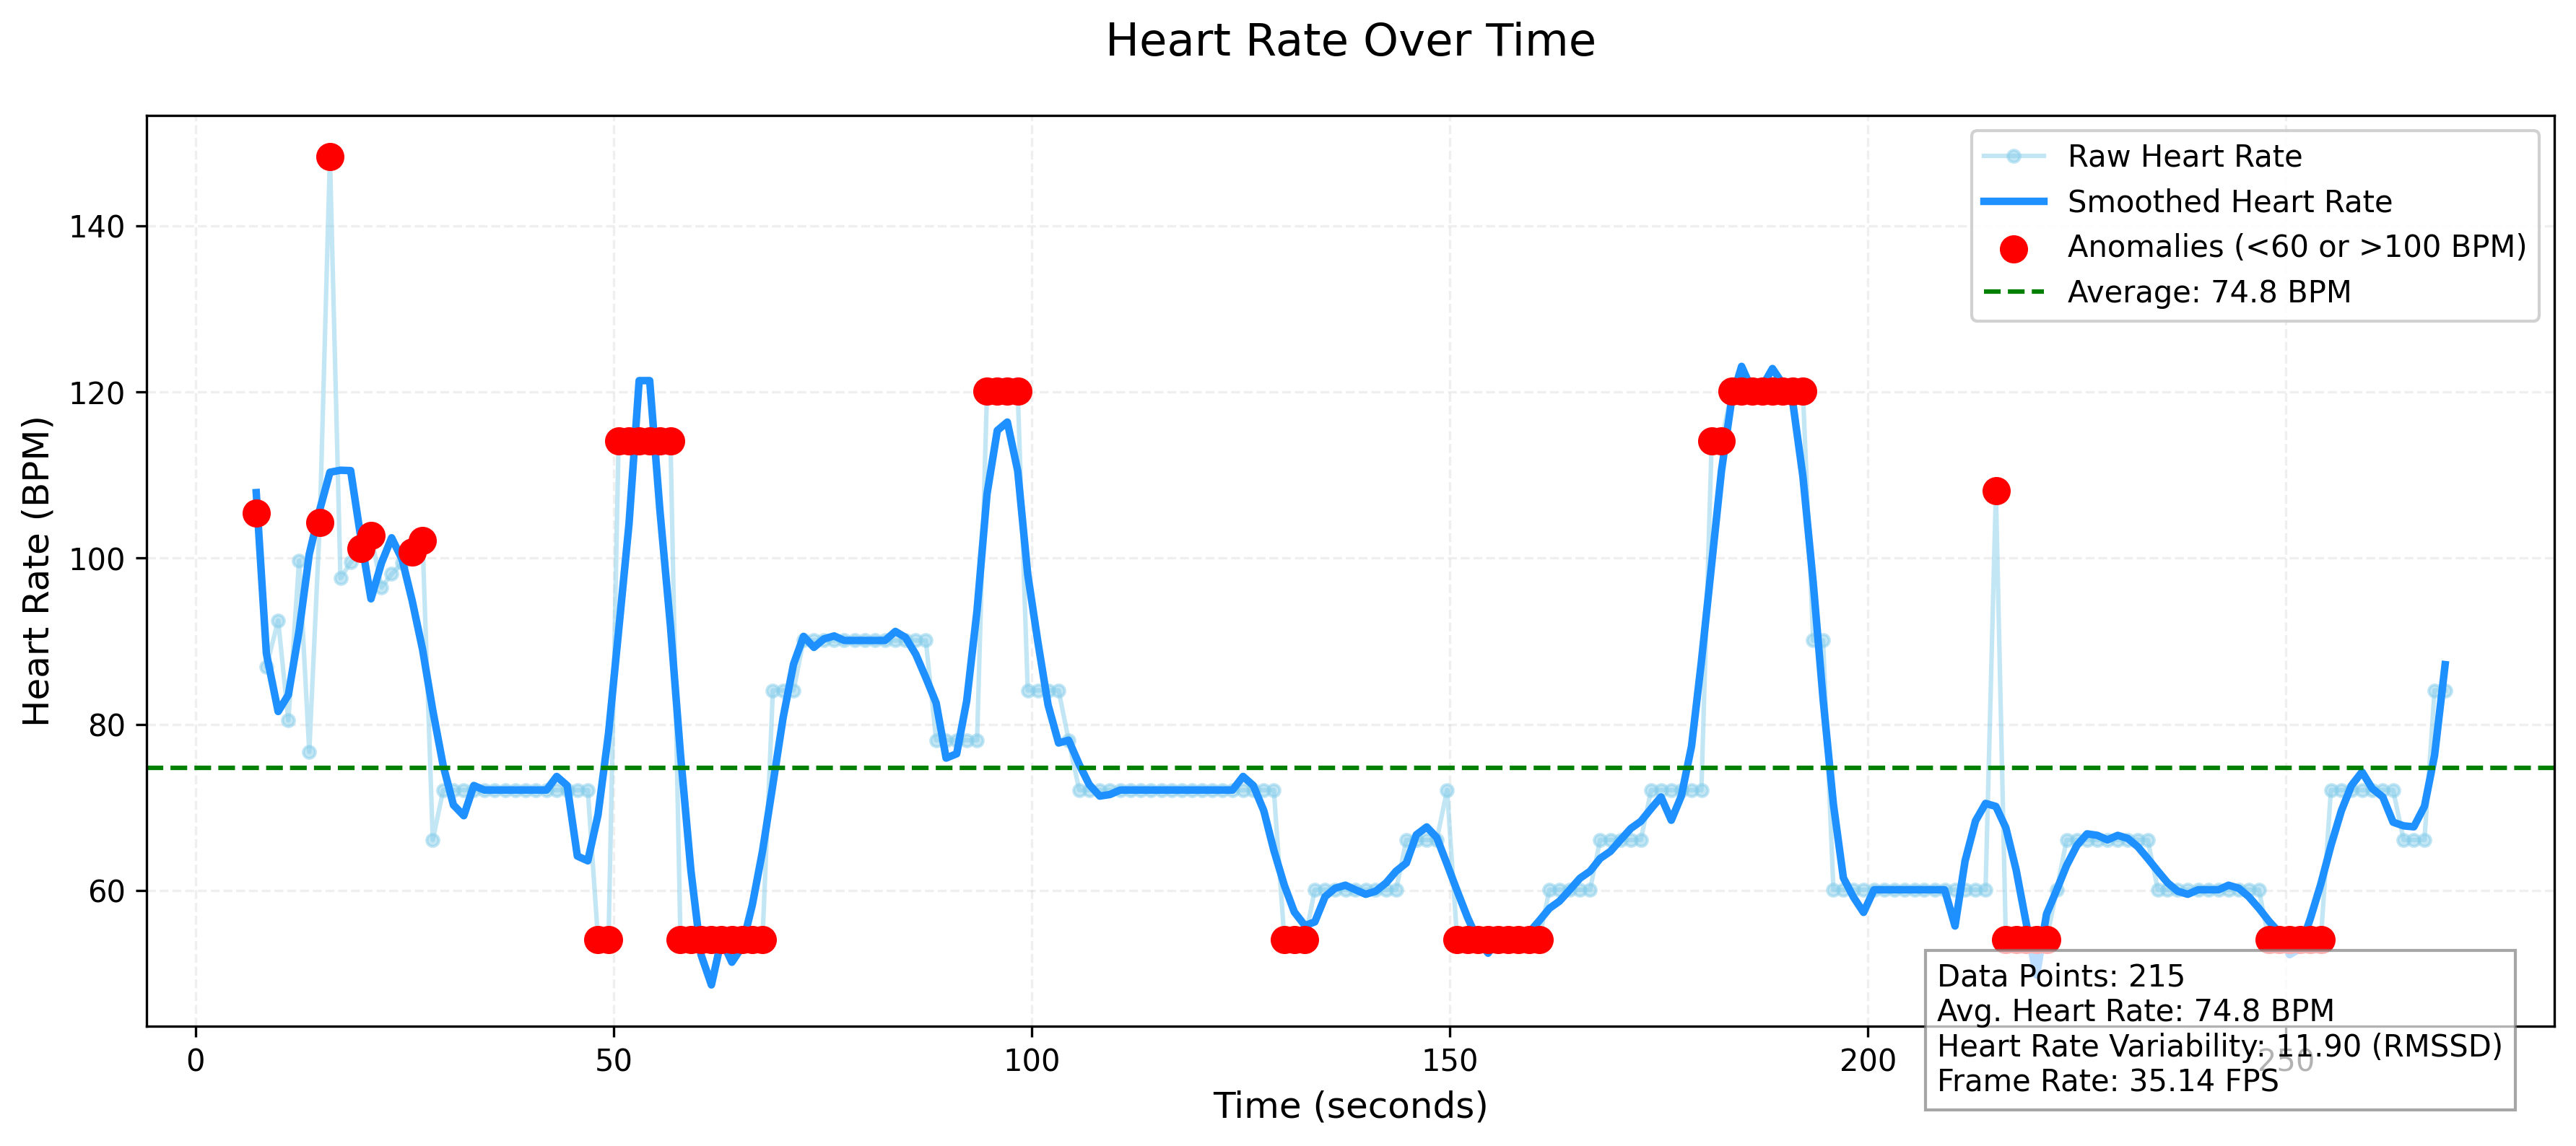 Heart Rate Over Time
Heart Rate (BPM)
140
120
100
80
60
Raw Heart Rate
Smoothed Heart Rate
Anomalies (<60 or >100 BPM)
Average: 74.8 BPM
Data Points: 215
Avg. Heart Rate: 74.8 BPM
Heart Rate Variability: 11.90 (RMSSD)
Frame Rate: 35.14 FPS
0 50 100 150 200 250
Time (seconds)